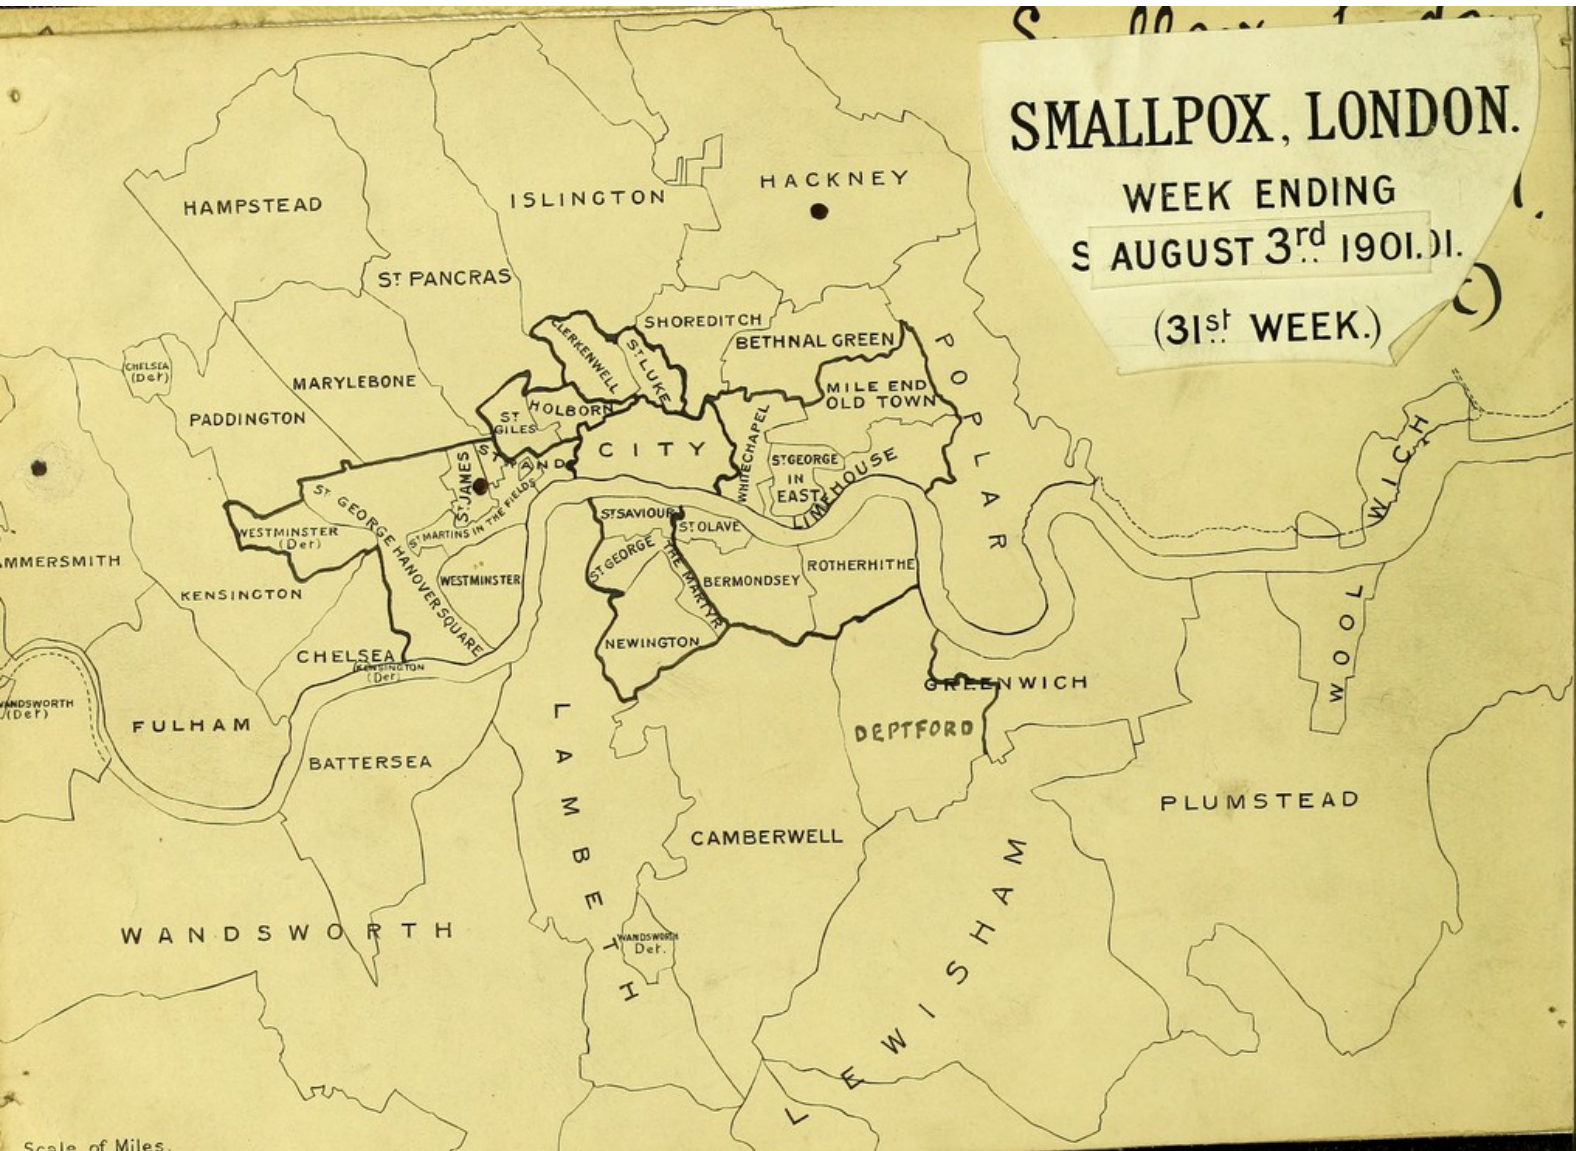 SMALLPOX, LONDON.
WEEK ENDING
S AUGUST 3rd 1901.01.
(31st WEEK.)
HACKNEY
ISLINGTON
HAMPSTEAD
ST PANCRAS
SHOREDITCH
CLERKENWELL
ST LUKE
BETHNAL GREEN
POPLAR
CHELSEA
(Det)
MARYLEBONE
PADDINGTON
HOLBORN
ST
GILES
MILE END
OLD TOWN
CITY
WHITECHAPEL
STRAND
ST JAMES
ST GEORGE
IN
EAST
LIMEHOUSE
WOOLWICH
ST GEORGE HANOVER SQUARE
ST MARTINS IN THE FIELDS
WESTMINSTER
(Det)
ST SAVIOUR
ST OLAVE
ST GEORGE THE MARTYR
AMMERSMITH
KENSINGTON
WESTMINSTER
BERMONDSEY
ROTHERHITHE
NEWINGTON
CHELSEA
KENSINGTON
(Det)
GREENWICH
WANDSWORTH
(Det)
FULHAM
DEPTFORD
BATTERSEA
LAMBETH
PLUMSTEAD
CAMBERWELL
WANDSWORTH
WANDSWORTH
Det.
LEWISHAM
Scale of Miles.